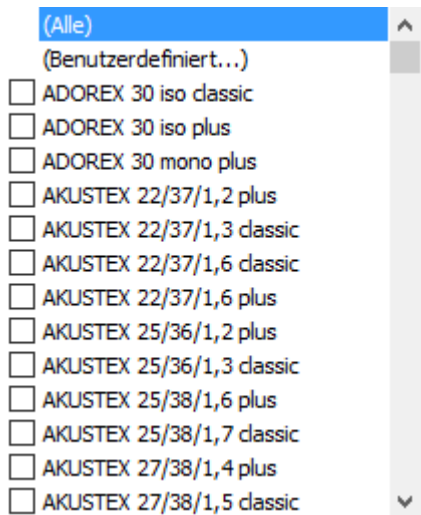 (Alle)
(Benutzerdefiniert...)
ADOREX 30 iso classic
ADOREX 30 iso plus
ADOREX 30 mono plus
AKUSTEX 22/37/1,2 plus
AKUSTEX 22/37/1,3 classic
AKUSTEX 22/37/1,6 classic
AKUSTEX 22/37/1,6 plus
AKUSTEX 25/36/1,2 plus
AKUSTEX 25/36/1,3 classic
AKUSTEX 25/38/1,6 plus
AKUSTEX 25/38/1,7 classic
AKUSTEX 27/38/1,4 plus
AKUSTEX 27/38/1,5 classic